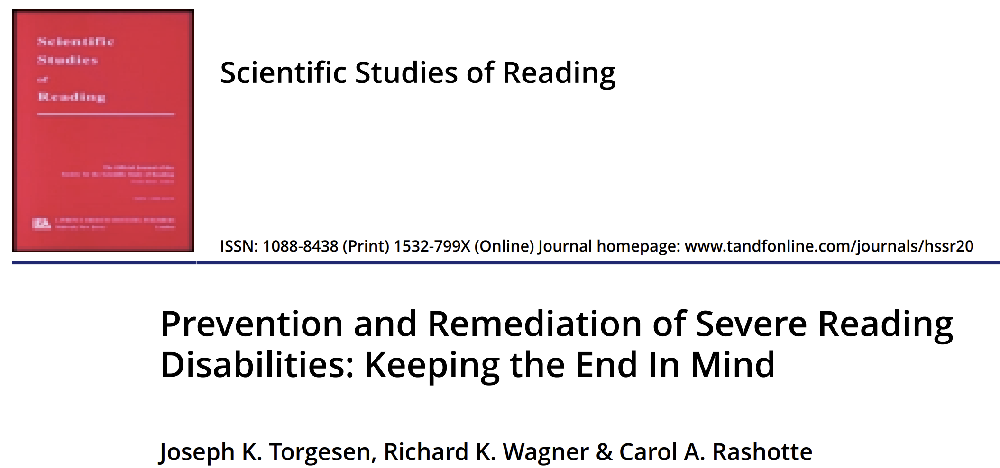 Scientific
Studies
of
Reading
Scientific Studies of Reading
ISSN: 1088-8438 (Print) 1532-799X (Online) Journal homepage: www.tandfonline.com/journals/hssr20
Prevention and Remediation of Severe Reading
Disabilities: Keeping the End In Mind
Joseph K. Torgesen, Richard K. Wagner & Carol A. Rashotte